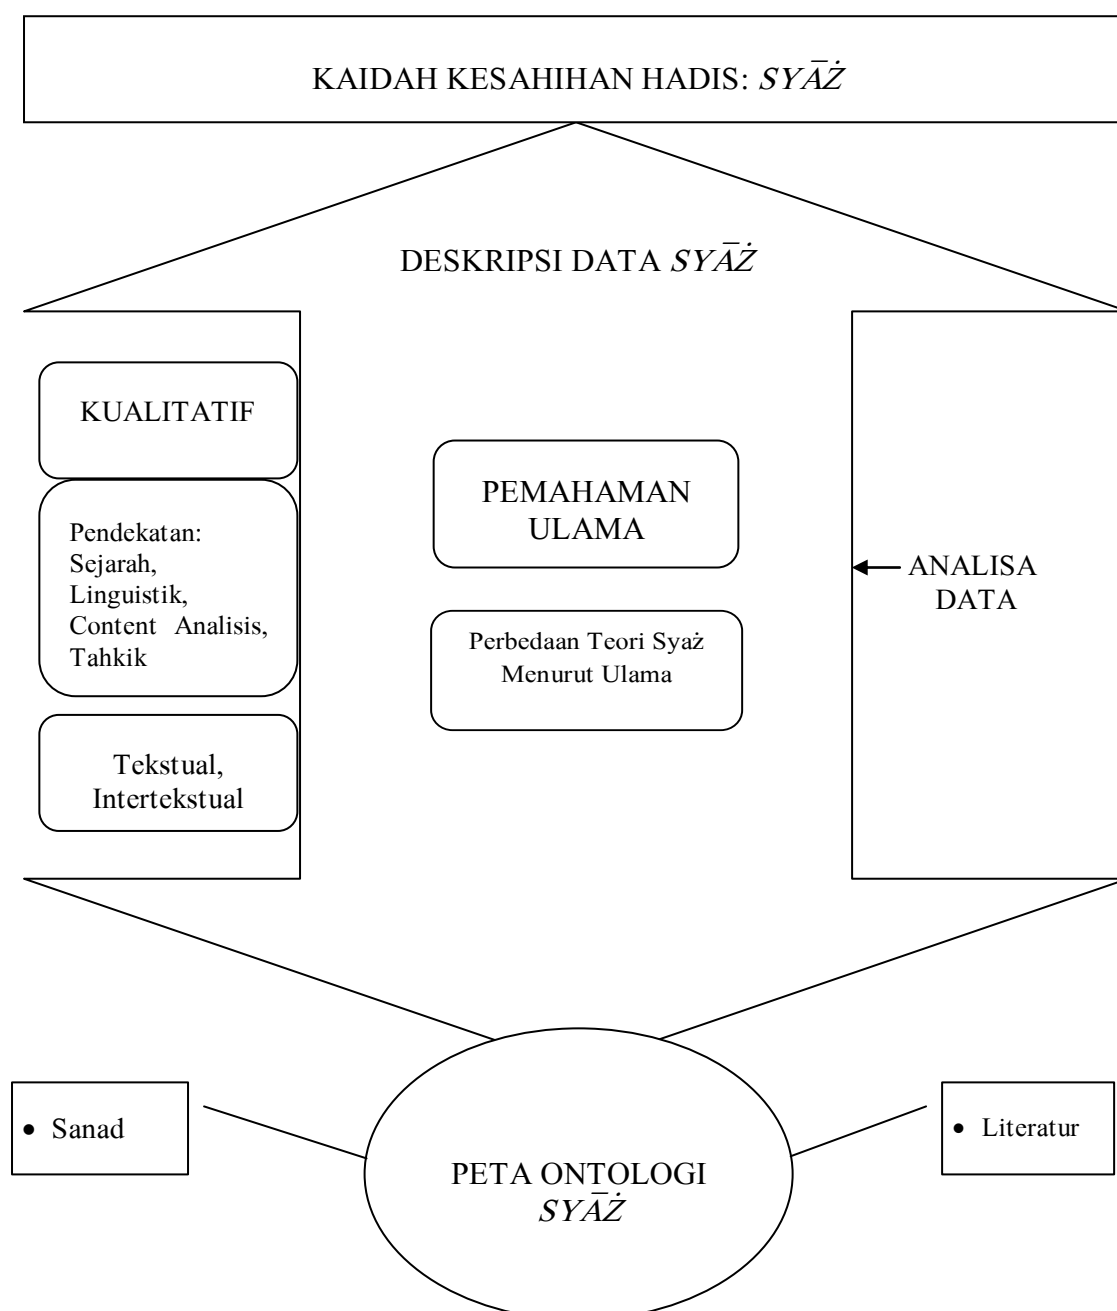 KAIDAH KESAHIHAN HADIS: SYĀŻ
DESKRIPSI DATA SYĀŻ
KUALITATIF
Pendekatan:
Sejarah,
Linguistik,
Content Analisis,
Tahkik
Tekstual,
Intertekstual
PEMAHAMAN
ULAMA
Perbedaan Teori Syaż
Menurut Ulama
ANALISA
DATA
• Sanad
• Literatur
PETA ONTOLOGI
SYĀŻ